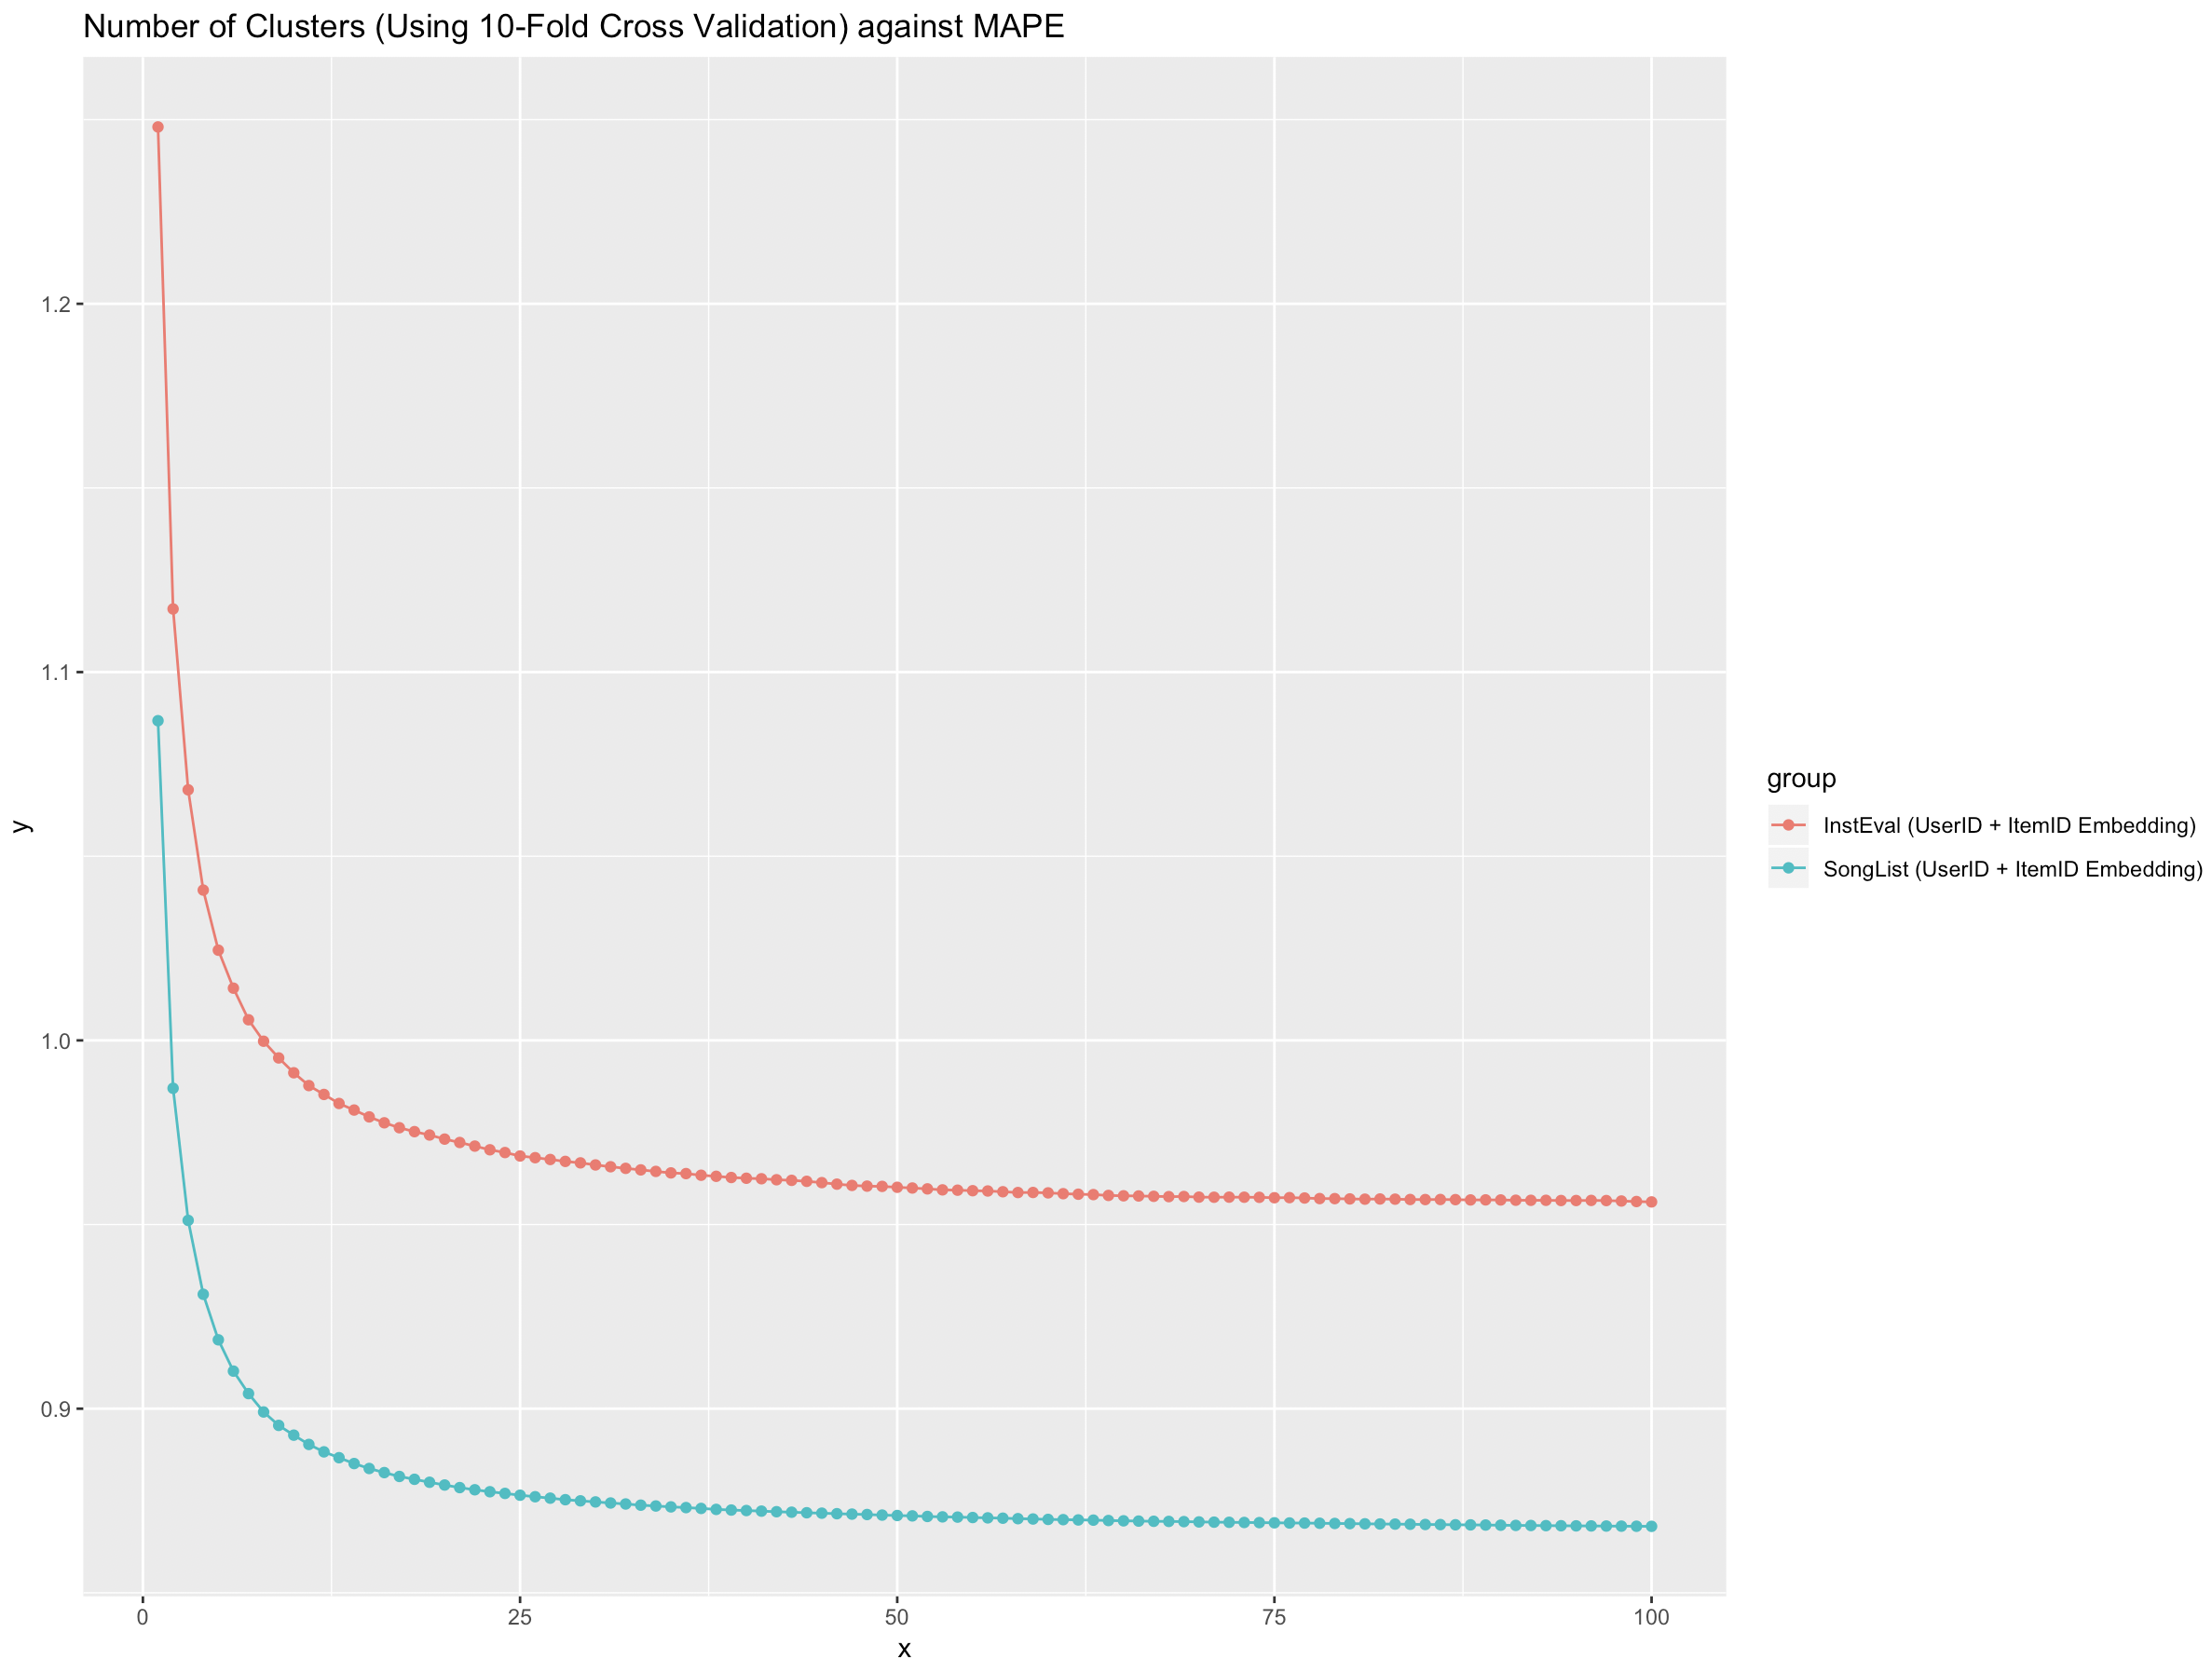 Number of Clusters (Using 10-Fold Cross Validation) against MAPE
1.2
1.1
1.0
0.9
y
0 25 50 75 100
x
group
InstEval (UserID + ItemID Embedding)
SongList (UserID + ItemID Embedding)